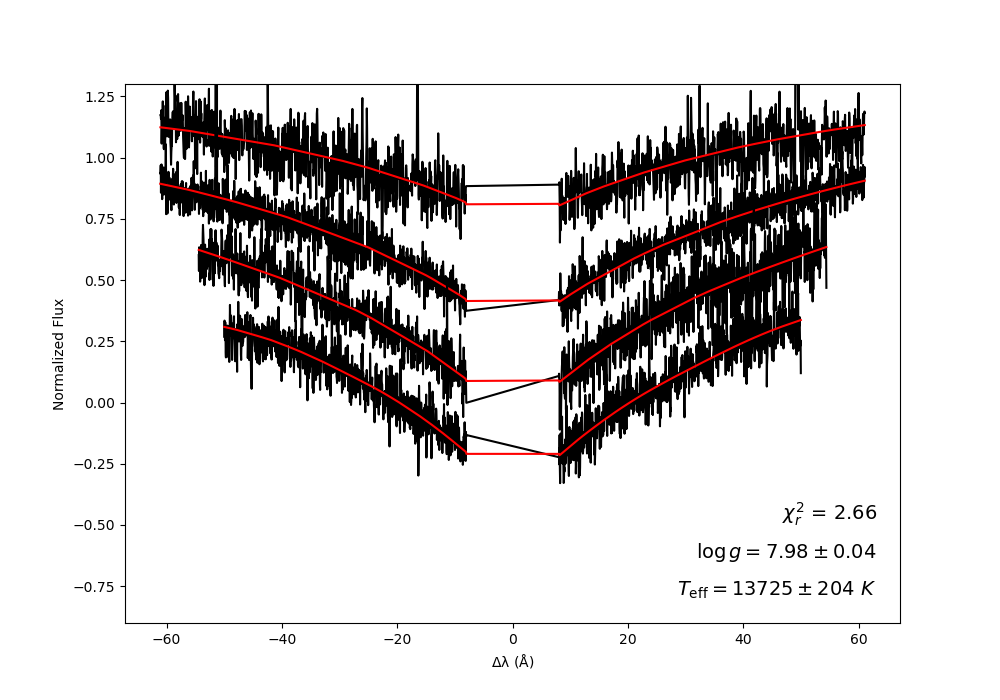 1.25
1.00
0.75
0.50
0.25
0.00
−0.25
−0.50
−0.75
Normalized Flux
χ²ᵣ = 2.66
log g = 7.98 ± 0.04
T_eff = 13725 ± 204 K
−60 −40 −20 0 20 40 60
Δλ (Å)